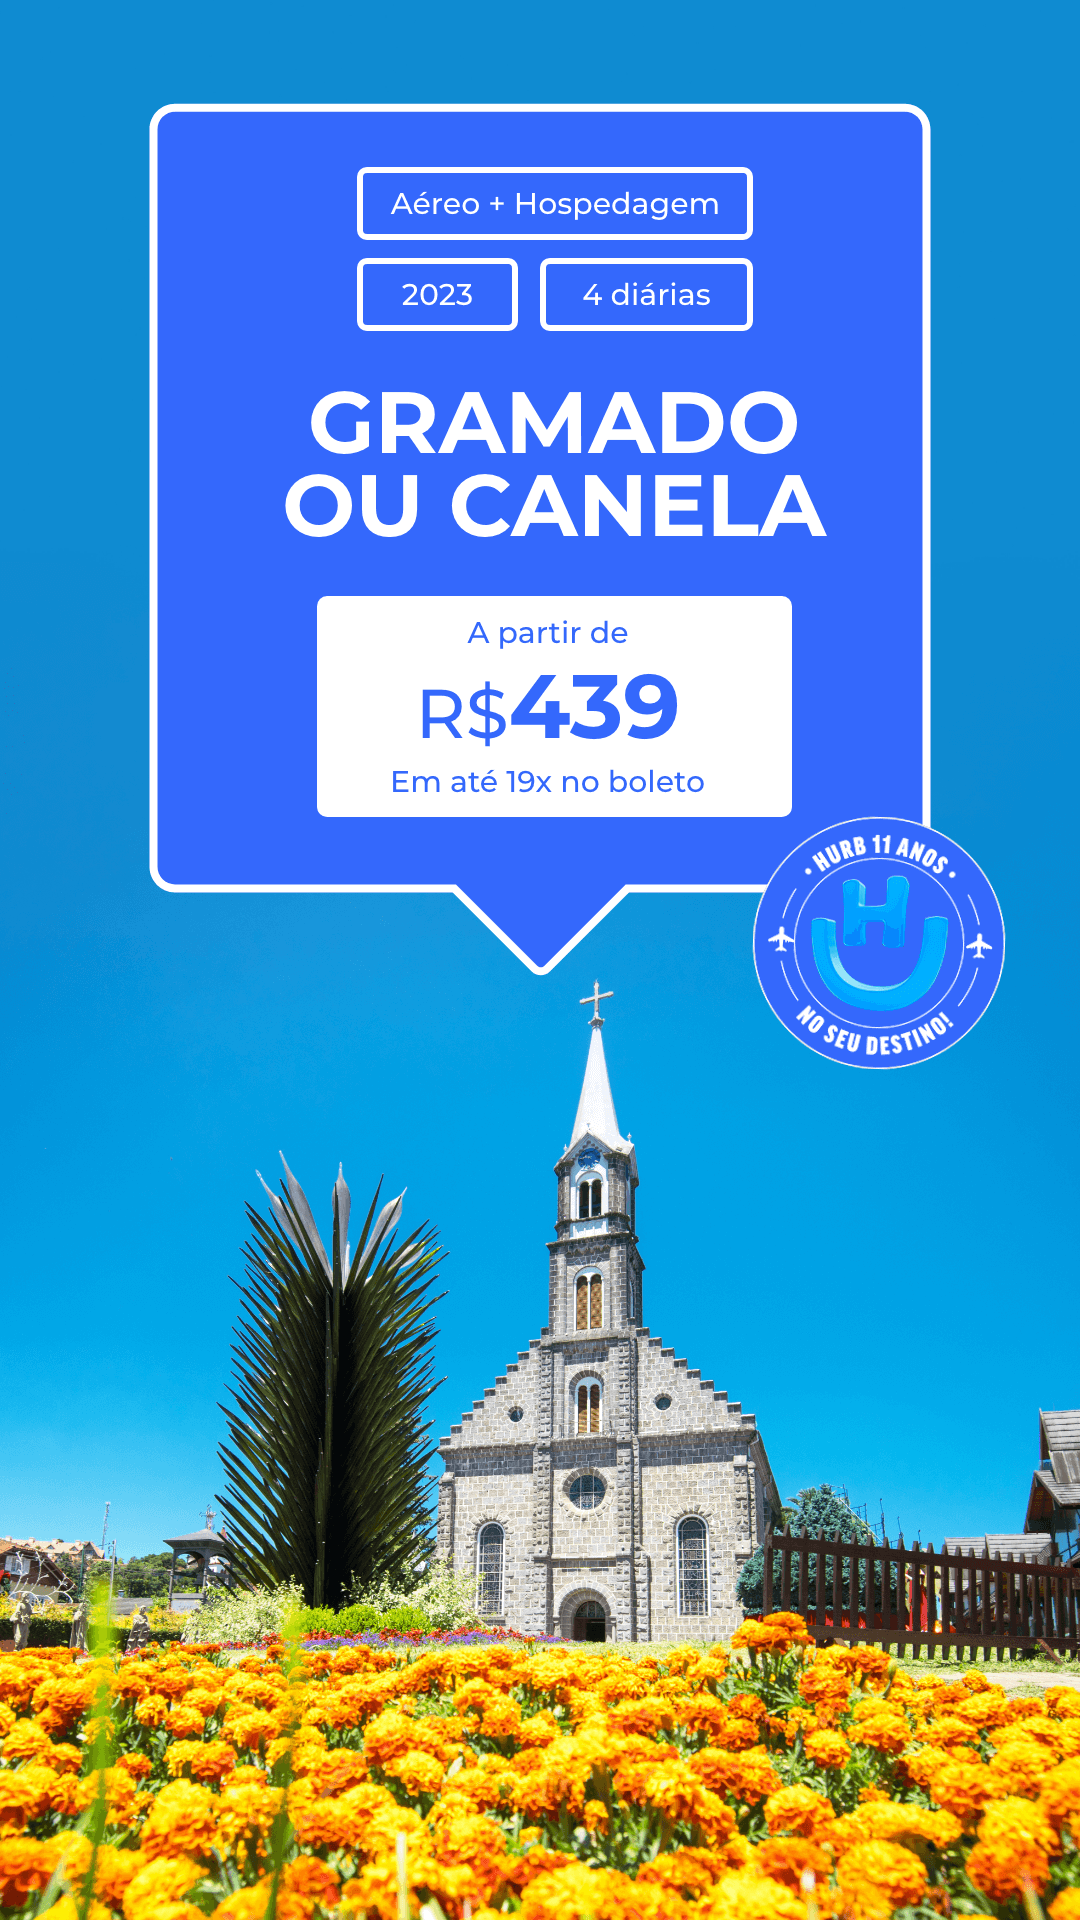 Aéreo + Hospedagem
2023
4 diárias
GRAMADO
OU CANELA
A partir de
R$439
Em até 19x no boleto
• HURB 11 ANOS •
HU
NO SEU DESTINO!